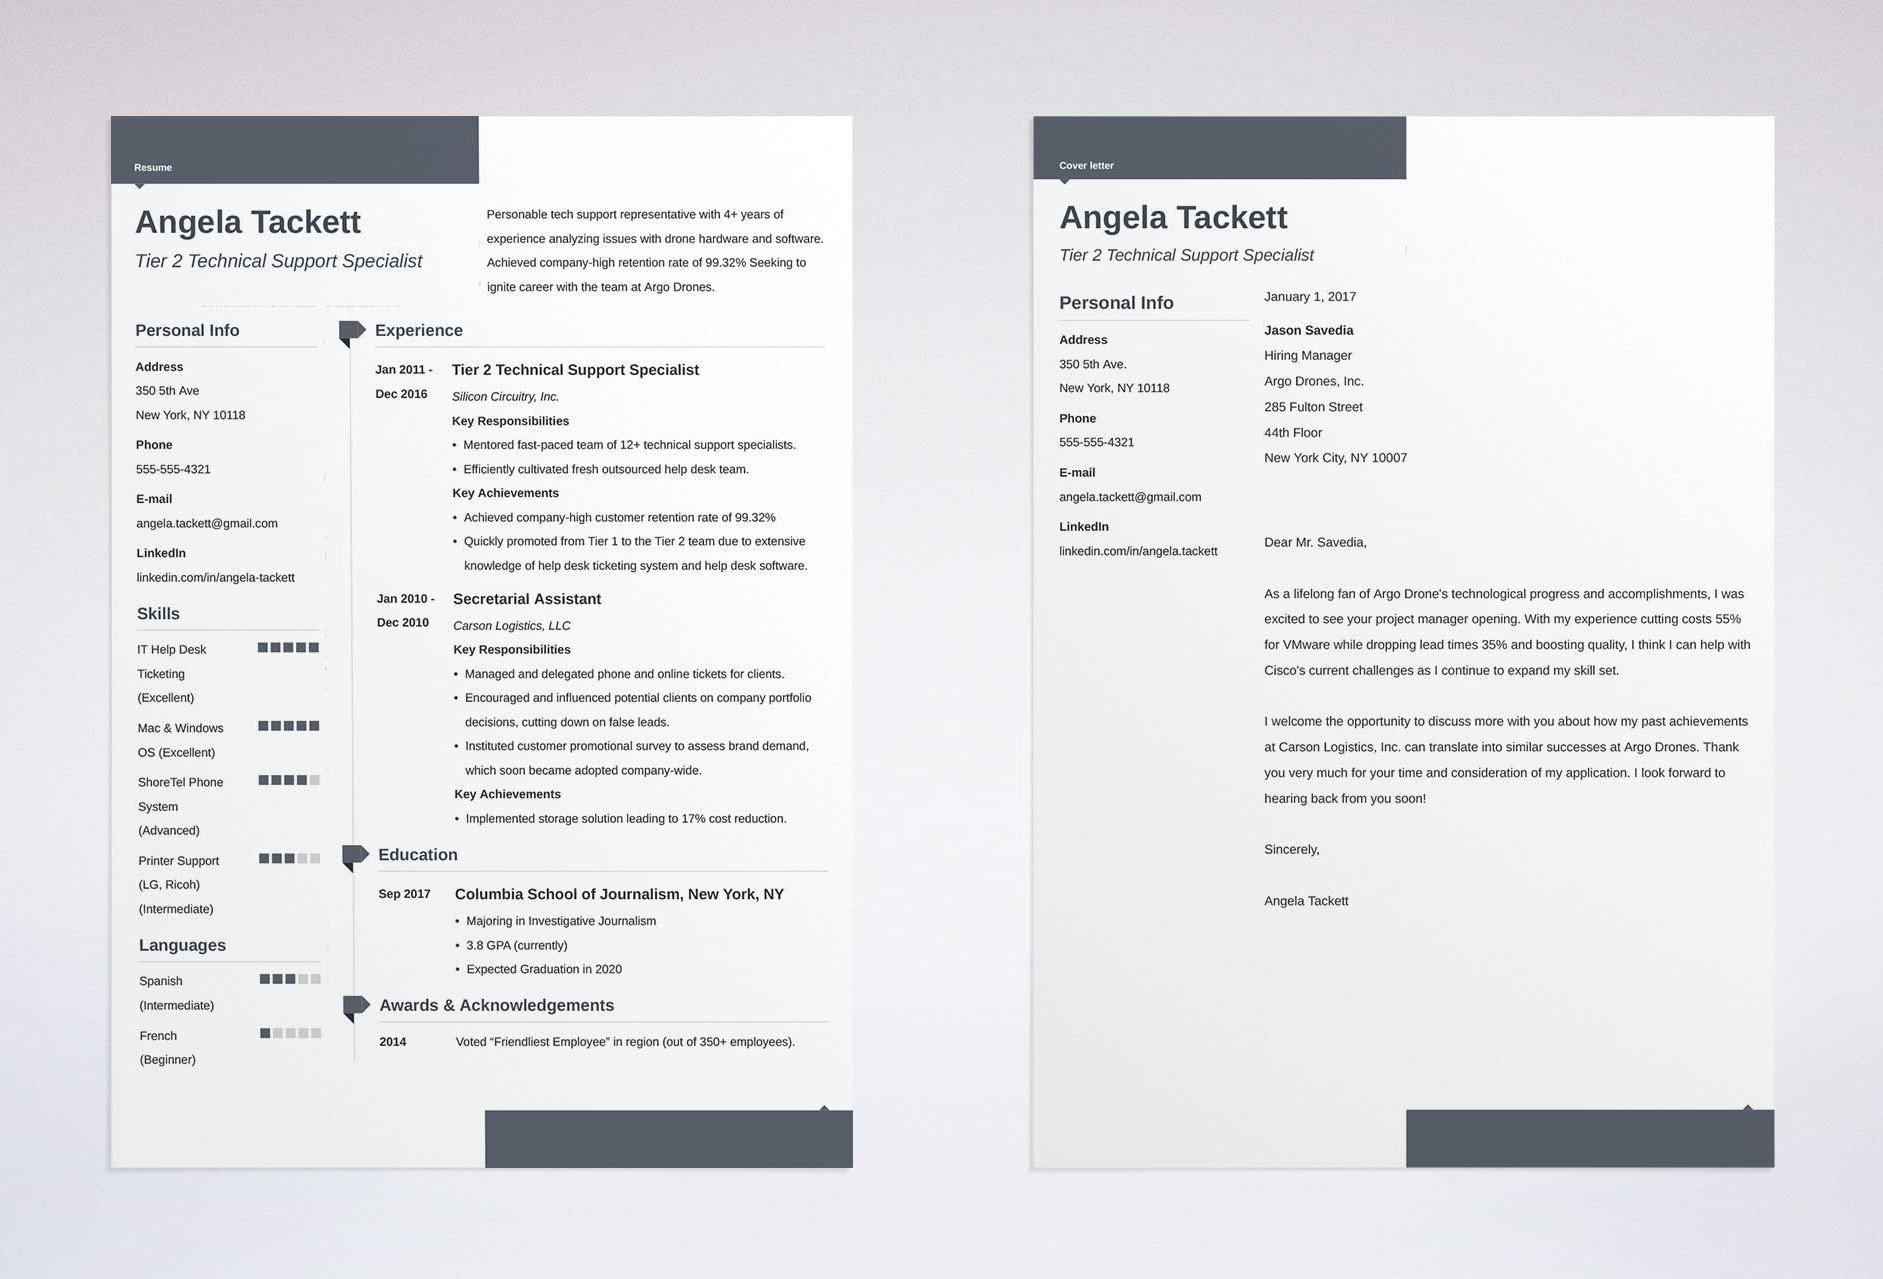 Resume
Angela Tackett
Tier 2 Technical Support Specialist
Personable tech support representative with 4+ years of
experience analyzing issues with drone hardware and software.
Achieved company-high retention rate of 99.32% Seeking to
ignite career with the team at Argo Drones.
Personal Info
Address
350 5th Ave
New York, NY 10118
Phone
555-555-4321
E-mail
angela.tackett@gmail.com
LinkedIn
linkedin.com/in/angela-tackett
Skills
IT Help Desk
Ticketing
(Excellent)
Mac & Windows
OS (Excellent)
ShoreTel Phone
System
(Advanced)
Printer Support
(LG, Ricoh)
(Intermediate)
Languages
Spanish
(Intermediate)
French
(Beginner)
Experience
Jan 2011 - Tier 2 Technical Support Specialist
Dec 2016 Silicon Circuitry, Inc.
Key Responsibilities
• Mentored fast-paced team of 12+ technical support specialists.
• Efficiently cultivated fresh outsourced help desk team.
Key Achievements
• Achieved company-high customer retention rate of 99.32%
• Quickly promoted from Tier 1 to the Tier 2 team due to extensive
knowledge of help desk ticketing system and help desk software.
Jan 2010 - Secretarial Assistant
Dec 2010 Carson Logistics, LLC
Key Responsibilities
• Managed and delegated phone and online tickets for clients.
• Encouraged and influenced potential clients on company portfolio
decisions, cutting down on false leads.
• Instituted customer promotional survey to assess brand demand,
which soon became adopted company-wide.
Key Achievements
• Implemented storage solution leading to 17% cost reduction.
Education
Sep 2017 Columbia School of Journalism, New York, NY
• Majoring in Investigative Journalism
• 3.8 GPA (currently)
• Expected Graduation in 2020
Awards & Acknowledgements
2014 Voted “Friendliest Employee” in region (out of 350+ employees).
Cover letter
Angela Tackett
Tier 2 Technical Support Specialist
Personal Info
Address
350 5th Ave.
New York, NY 10118
Phone
555-555-4321
E-mail
angela.tackett@gmail.com
LinkedIn
linkedin.com/in/angela.tackett
January 1, 2017
Jason Savedia
Hiring Manager
Argo Drones, Inc.
285 Fulton Street
44th Floor
New York City, NY 10007
Dear Mr. Savedia,
As a lifelong fan of Argo Drone's technological progress and accomplishments, I was
excited to see your project manager opening. With my experience cutting costs 55%
for VMware while dropping lead times 35% and boosting quality, I think I can help with
Cisco's current challenges as I continue to expand my skill set.
I welcome the opportunity to discuss more with you about how my past achievements
at Carson Logistics, Inc. can translate into similar successes at Argo Drones. Thank
you very much for your time and consideration of my application. I look forward to
hearing back from you soon!
Sincerely,
Angela Tackett